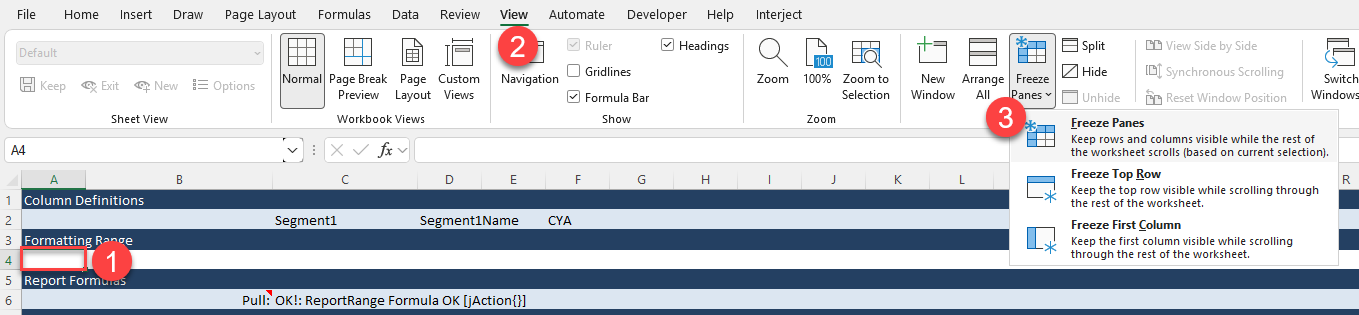 File Home Insert Draw Page Layout Formulas Data Review View Automate Developer Help Interject
Default
Keep Exit New Options
Sheet View
Normal
Page Break
Preview
Page
Layout
Custom
Views
Workbook Views
2
Navigation
Ruler
Gridlines
Formula Bar
Headings
Show
Zoom
100
100%
Zoom to
Selection
Zoom
New
Window
Arrange
All
Freeze
Panes
Split
Hide
Unhide
View Side by Side
Synchronous Scrolling
Reset Window Position
Switch
Windows
3
Freeze Panes
Keep rows and columns visible while the rest of
the worksheet scrolls (based on current selection).
Freeze Top Row
Keep the top row visible while scrolling through
the rest of the worksheet.
Freeze First Column
Keep the first column visible while scrolling
through the rest of the worksheet.
A4
fx
A B C D E F G H I J K L R
1 Column Definitions
2 Segment1 Segment1Name CYA
3 Formatting Range
4
1
5 Report Formulas
6 Pull: OK!: ReportRange Formula OK [jAction{}]